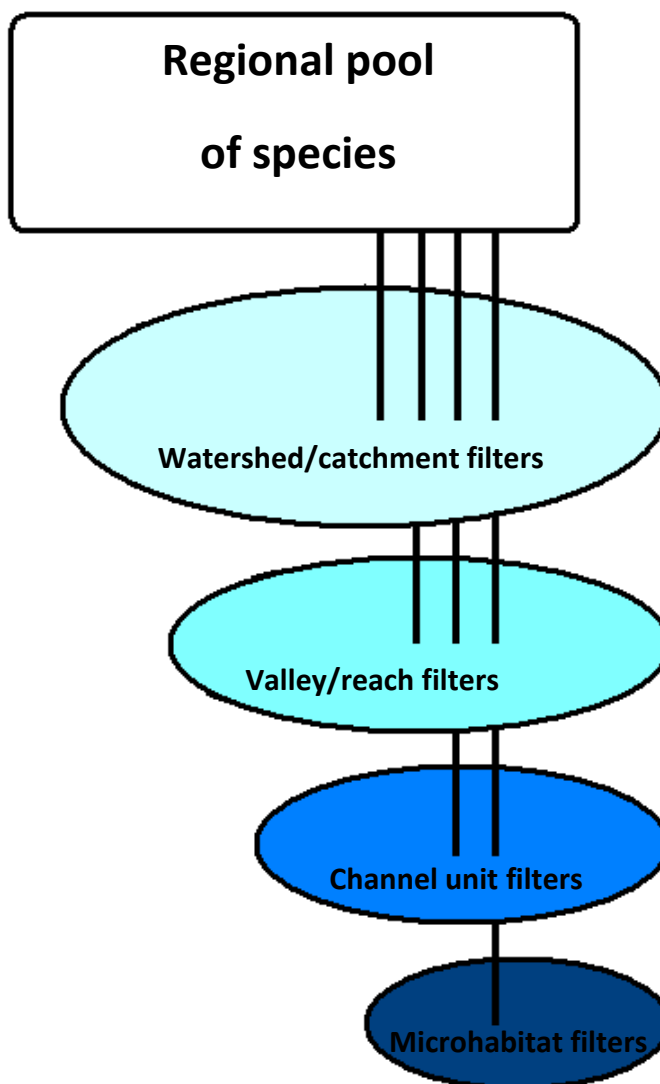 Regional pool
of species
Watershed/catchment filters
Valley/reach filters
Channel unit filters
Microhabitat filters